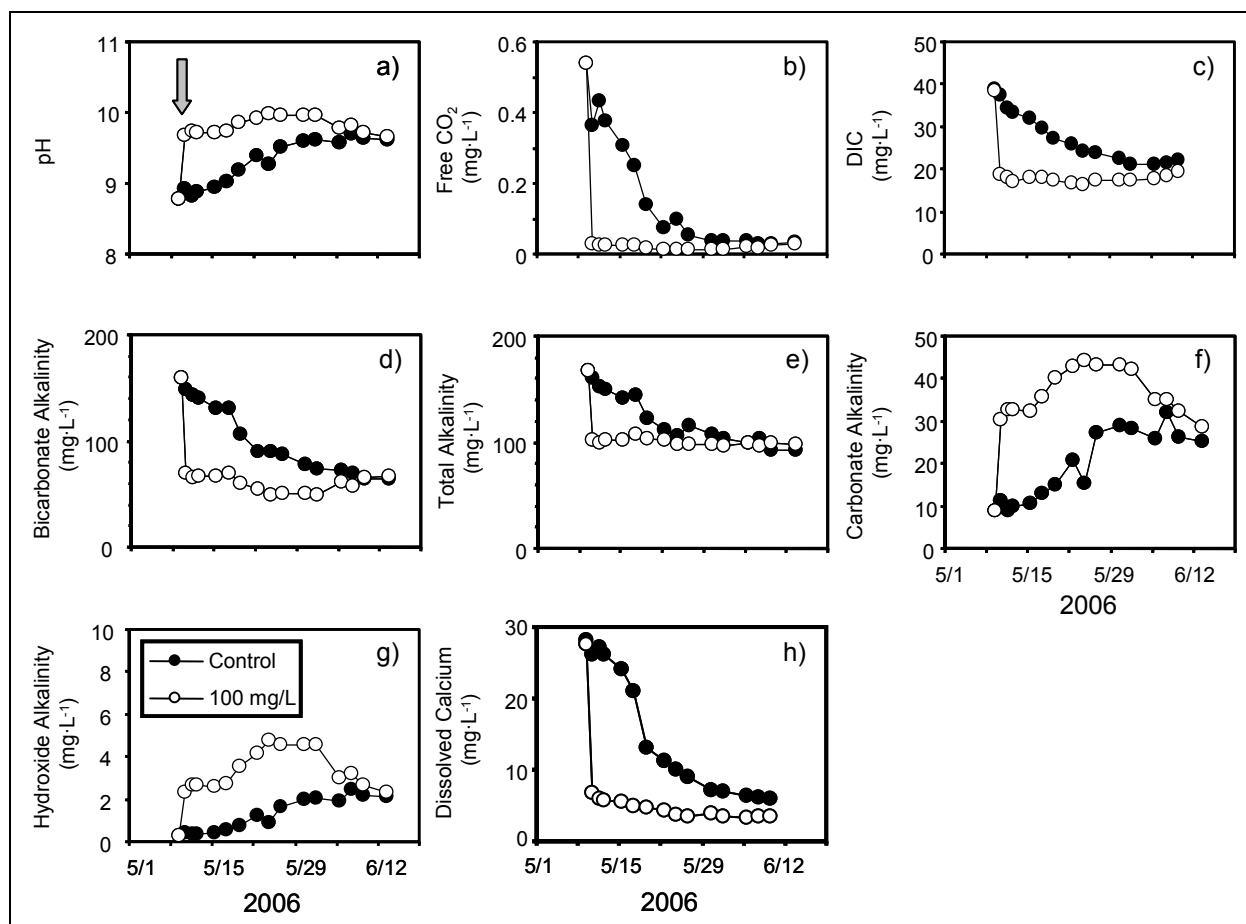 a)
pH
11
10
9
8
b)
Free CO₂
(mg·L⁻¹)
0.6
0.4
0.2
0
c)
DIC
(mg·L⁻¹)
50
40
30
20
10
0
d)
Bicarbonate Alkalinity
(mg·L⁻¹)
200
100
0
e)
Total Alkalinity
(mg·L⁻¹)
200
100
0
f)
Carbonate Alkalinity
(mg·L⁻¹)
50
40
30
20
10
0
5/1 5/15 5/29 6/12
2006
g)
Hydroxide Alkalinity
(mg·L⁻¹)
10
8
6
4
2
0
Control
100 mg/L
5/1 5/15 5/29 6/12
2006
h)
Dissolved Calcium
(mg·L⁻¹)
30
20
10
0
5/1 5/15 5/29 6/12
2006